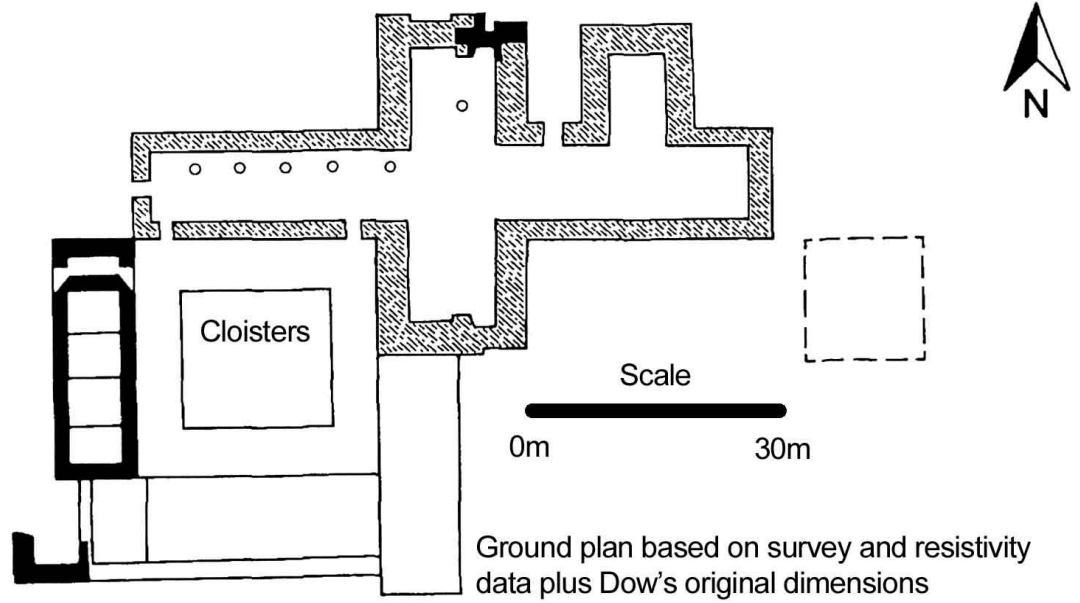 N
Cloisters
Scale
0m
30m
Ground plan based on survey and resistivity
data plus Dow's original dimensions